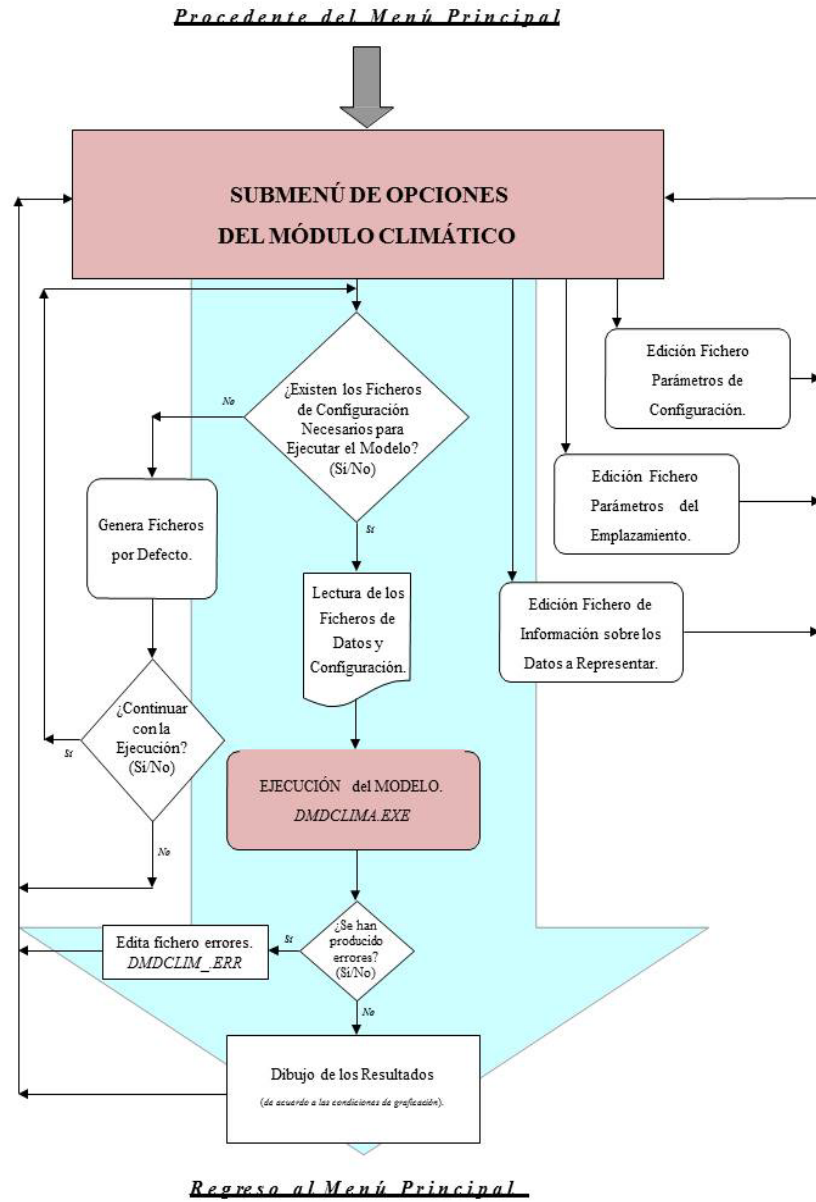 Procedente del Menú Principal
SUBMENÚ DE OPCIONES
DEL MÓDULO CLIMÁTICO
Edición Fichero
Parámetros de
Configuración.
¿Existen los Ficheros
de Configuración
Necesarios para
Ejecutar el Modelo?
(Sí/No)
No
Sí
Edición Fichero
Parámetros del
Emplazamiento.
Genera Ficheros
por Defecto.
Lectura de los
Ficheros de
Datos y
Configuración.
Edición Fichero de
Información sobre los
Datos a Representar.
¿Continuar
con la
Ejecución?
(Sí/No)
Sí
No
EJECUCIÓN del MODELO.
DMDCLIMA.EXE
¿Se han
producido
errores?
(Sí/No)
Sí
No
Edita fichero errores.
DMDCLIM_.ERR
Dibujo de los Resultados
(de acuerdo a las condiciones de graficación).
Regreso al Menú Principal